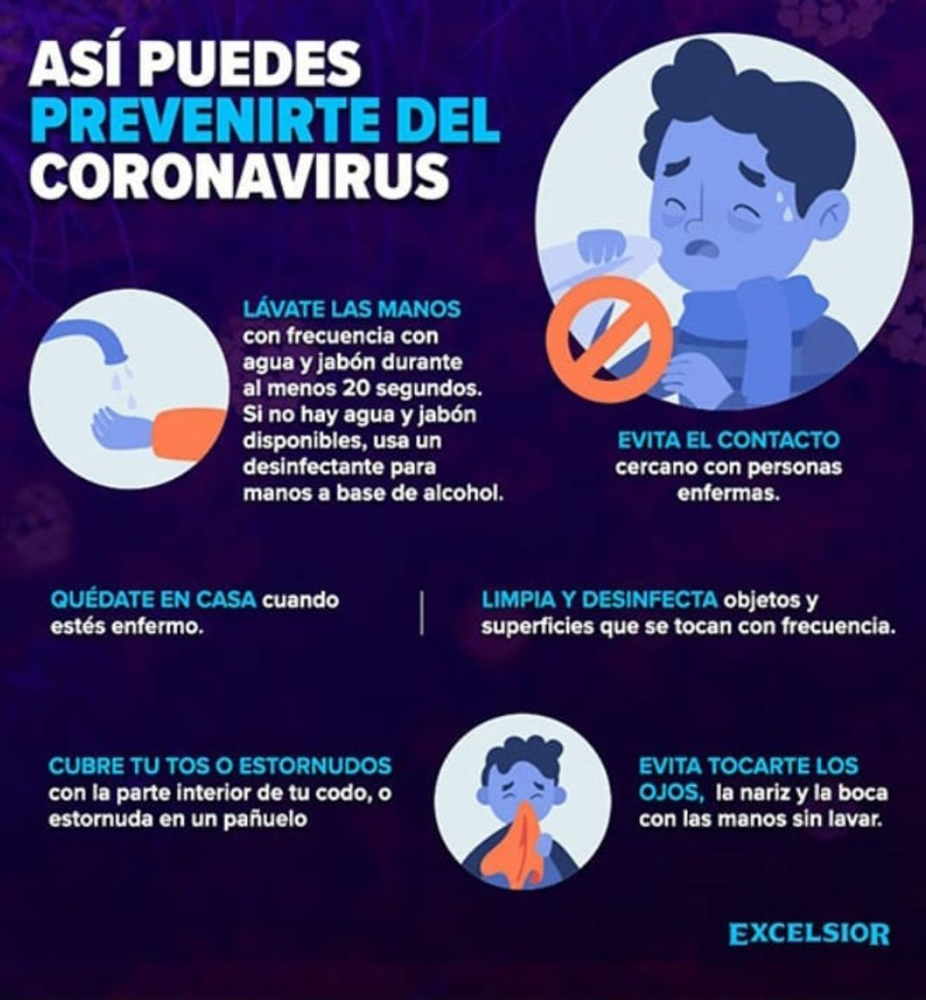 ASÍ PUEDES
PREVENIRTE DEL
CORONAVIRUS
LÁVATE LAS MANOS
con frecuencia con
agua y jabón durante
al menos 20 segundos.
Si no hay agua y jabón
disponibles, usa un
desinfectante para
manos a base de alcohol.
EVITA EL CONTACTO
cercano con personas
enfermas.
QUÉDATE EN CASA cuando
estés enfermo.
LIMPIA Y DESINFECTA objetos y
superficies que se tocan con frecuencia.
CUBRE TU TOS O ESTORNUDOS
con la parte interior de tu codo, o
estornuda en un pañuelo
EVITA TOCARTE LOS
OJOS, la nariz y la boca
con las manos sin lavar.
EXCELSIOR